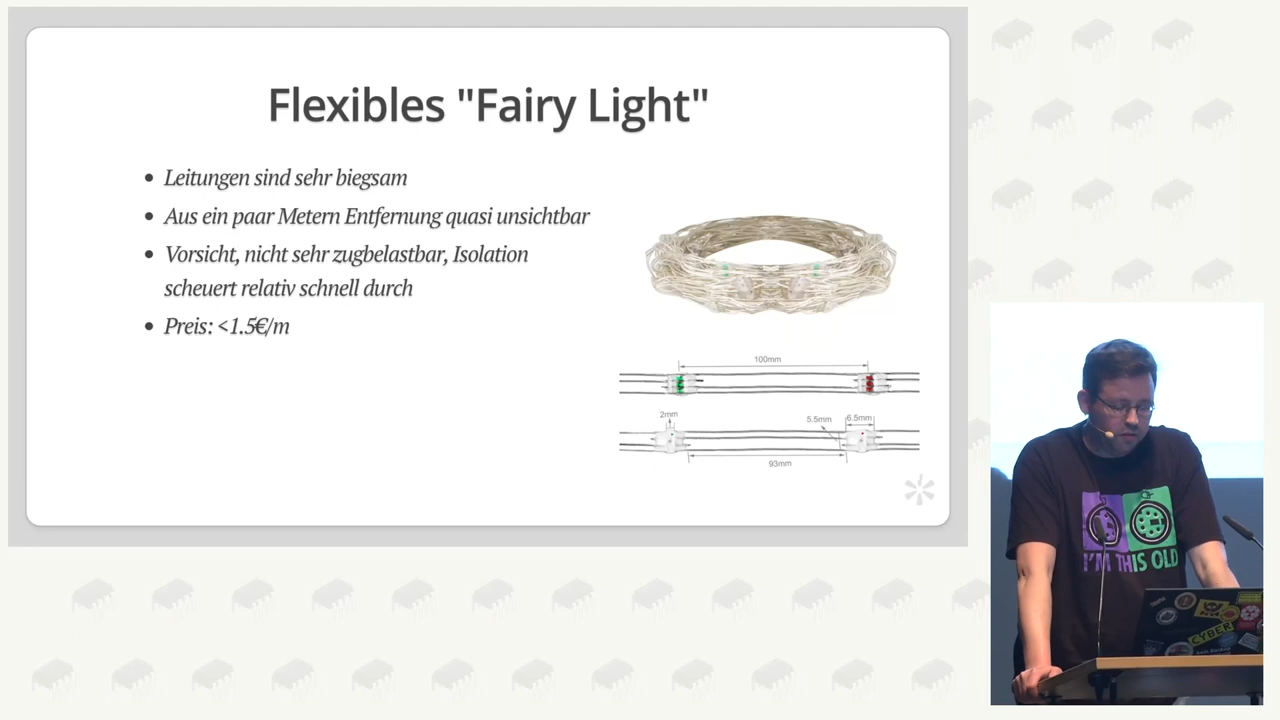 Flexibles "Fairy Light"
• Leitungen sind sehr biegsam
• Aus ein paar Metern Entfernung quasi unsichtbar
• Vorsicht, nicht sehr zugbelastbar, Isolation
scheuert relativ schnell durch
• Preis: <1.5€/m
100mm
2mm
5.5mm
6.5mm
93mm
I'M THIS OLD
CYBER